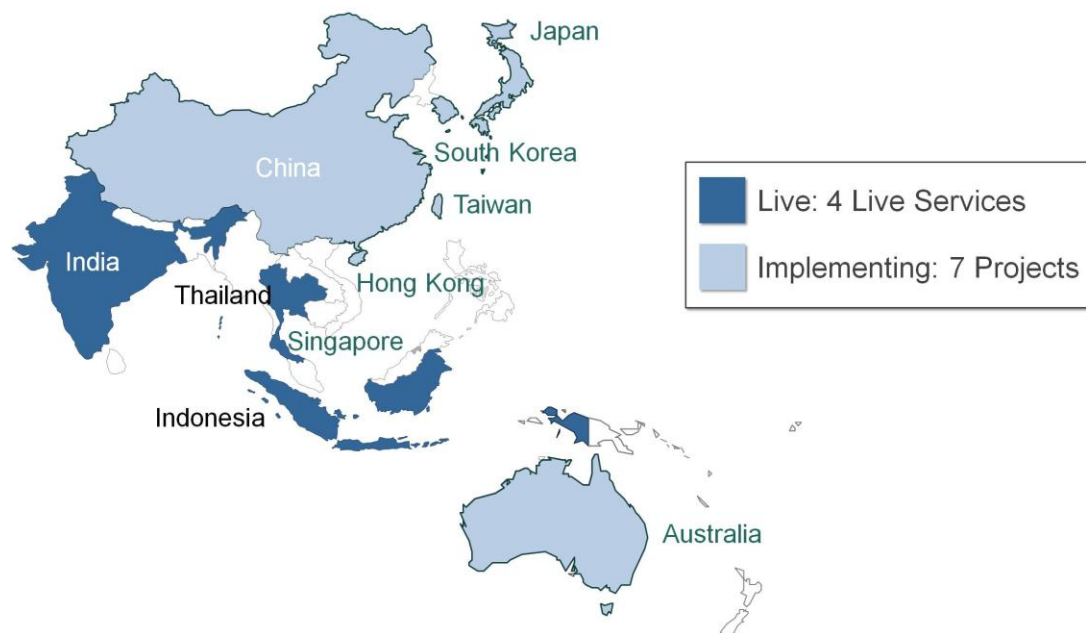 Japan
China
South Korea
Taiwan
India
Hong Kong
Thailand
Singapore
Indonesia
Australia
Live: 4 Live Services
Implementing: 7 Projects